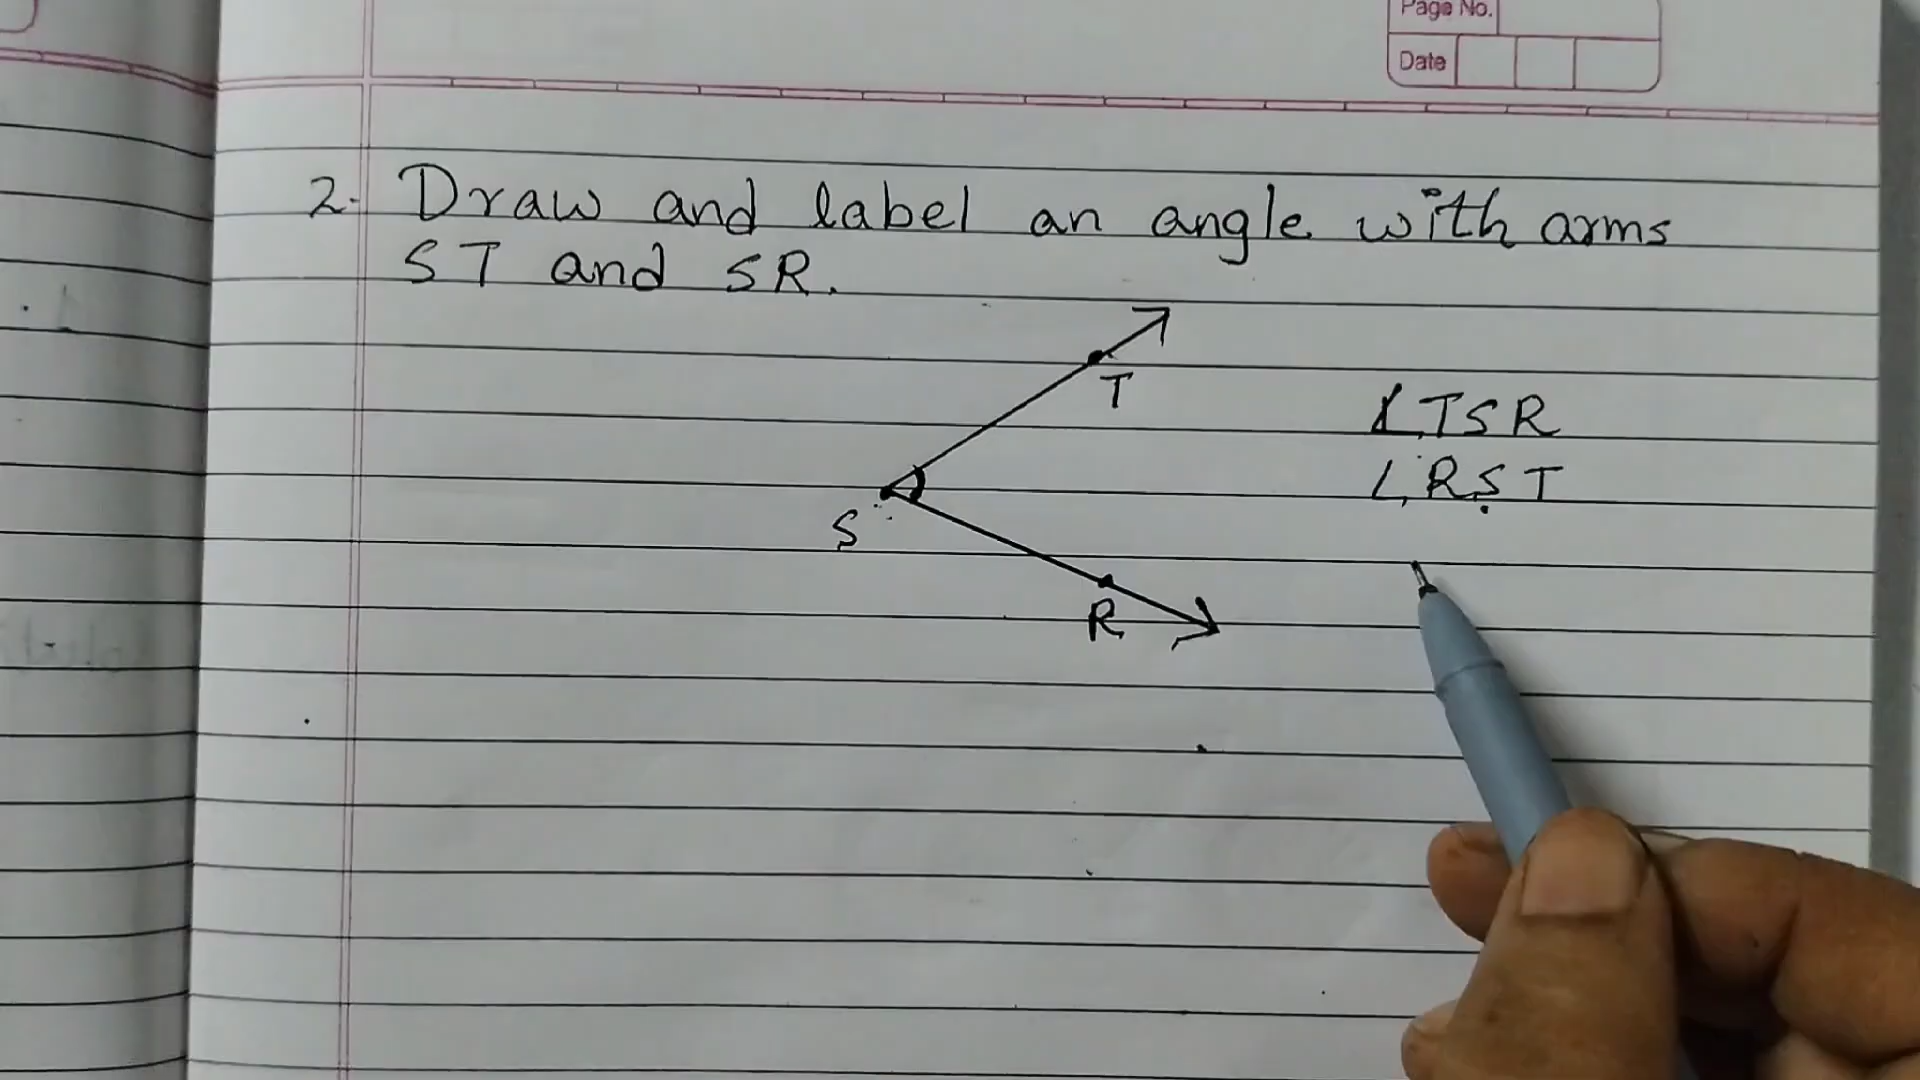 Page No.
Date
2. Draw and label an angle with arms
ST and SR.
T
∠TSR
∠RST
S
R